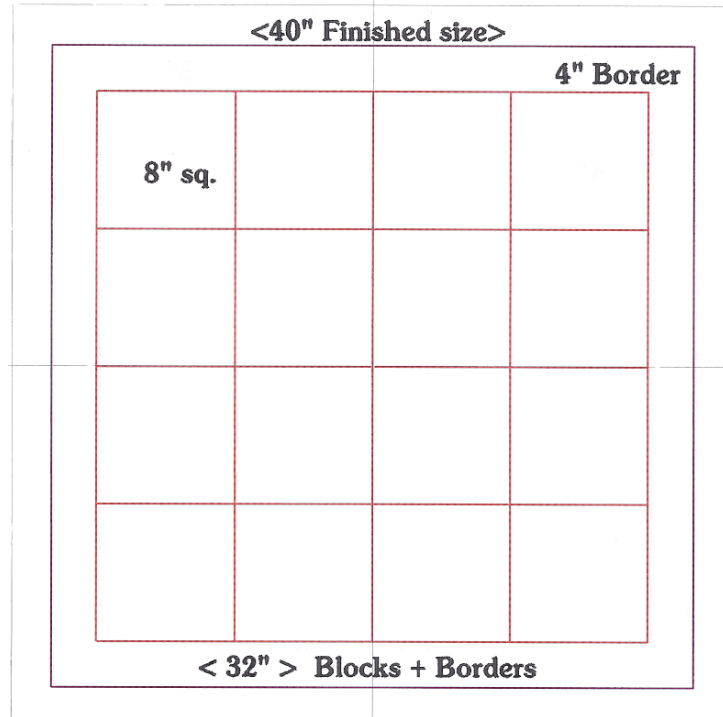 <40" Finished size>
4" Border
8" sq.
< 32" > Blocks + Borders